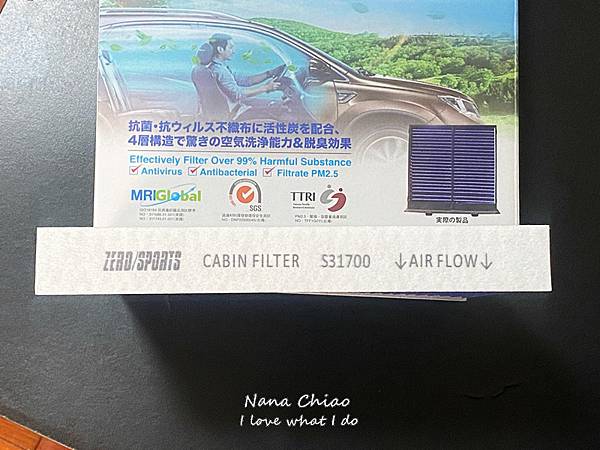 抗菌・抗ウィルス不織布に活性炭を配合、
4層構造で驚きの空気洗浄能力&脱臭効果
Effectively Filter Over 99% Harmful Substance
Antivirus Antibacterial Filtrate PM2.5
MRIGlobal
SGS
TTRI
実際の製品
ZERO/SPORTS CABIN FILTER S31700 ↓AIR FLOW↓
Nana Chiao
I love what I do